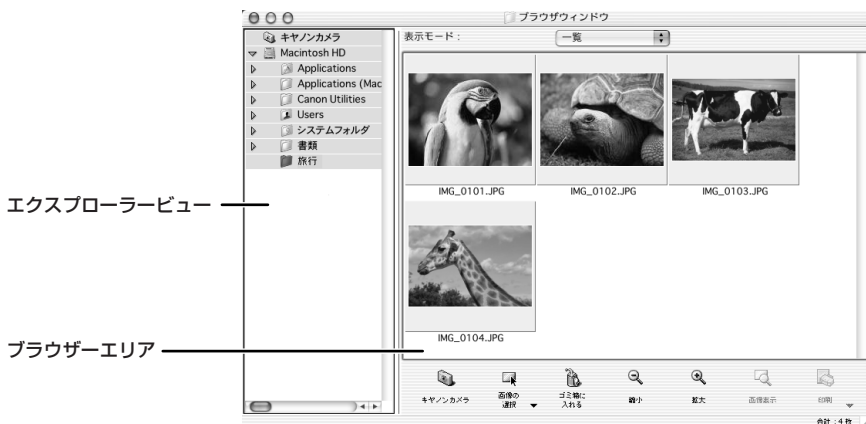 ブラウザウィンドウ
キヤノンカメラ
Macintosh HD
Applications
Applications (Mac
Canon Utilities
Users
システムフォルダ
書類
旅行
表示モード：
一覧
IMG_0101.JPG
IMG_0102.JPG
IMG_0103.JPG
IMG_0104.JPG
エクスプローラービュー
ブラウザーエリア
キヤノンカメラ
画像の
選択
ゴミ箱に
入れる
縮小
拡大
画像表示
印刷
合計：4 枚